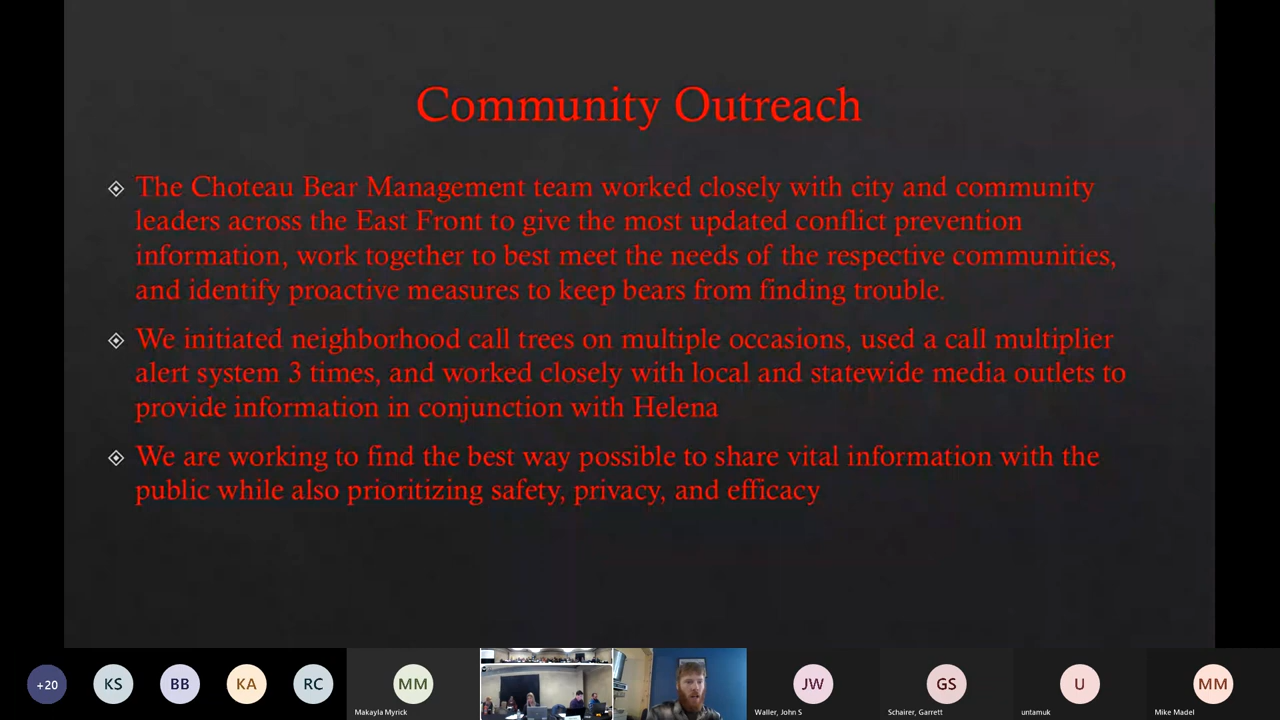 Community Outreach
The Choteau Bear Management team worked closely with city and community
leaders across the East Front to give the most updated conflict prevention
information, work together to best meet the needs of the respective communities,
and identify proactive measures to keep bears from finding trouble.
We initiated neighborhood call trees on multiple occasions, used a call multiplier
alert system 3 times, and worked closely with local and statewide media outlets to
provide information in conjunction with Helena
We are working to find the best way possible to share vital information with the
public while also prioritizing safety, privacy, and efficacy
+20
KS
BB
KA
RC
MM
Makayla Myrick
JW
Waller, John S
GS
Schairer, Garrett
U
untamuk
MM
Mike Madel